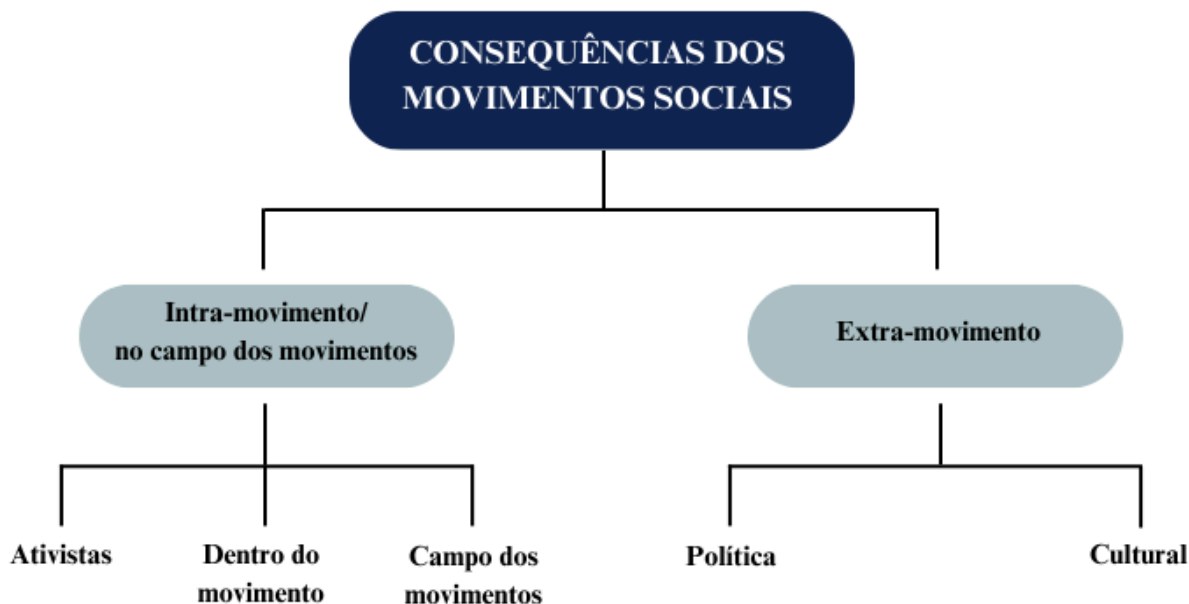 CONSEQUÊNCIAS DOS
MOVIMENTOS SOCIAIS
Intra-movimento/
no campo dos movimentos
Extra-movimento
Ativistas
Dentro do
movimento
Campo dos
movimentos
Política
Cultural